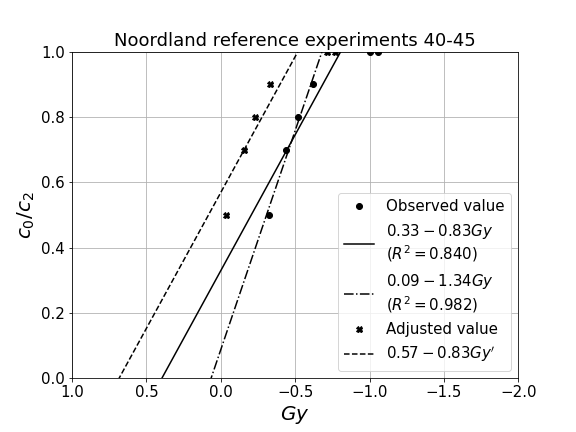 Noordland reference experiments 40-45
1.0
0.8
0.6
0.4
0.2
0.0
c₀/c₂
Observed value
0.33 − 0.83Gy
(R² = 0.840)
0.09 − 1.34Gy
(R² = 0.982)
Adjusted value
0.57 − 0.83Gy′
1.0 0.5 0.0 −0.5 −1.0 −1.5 −2.0
Gy